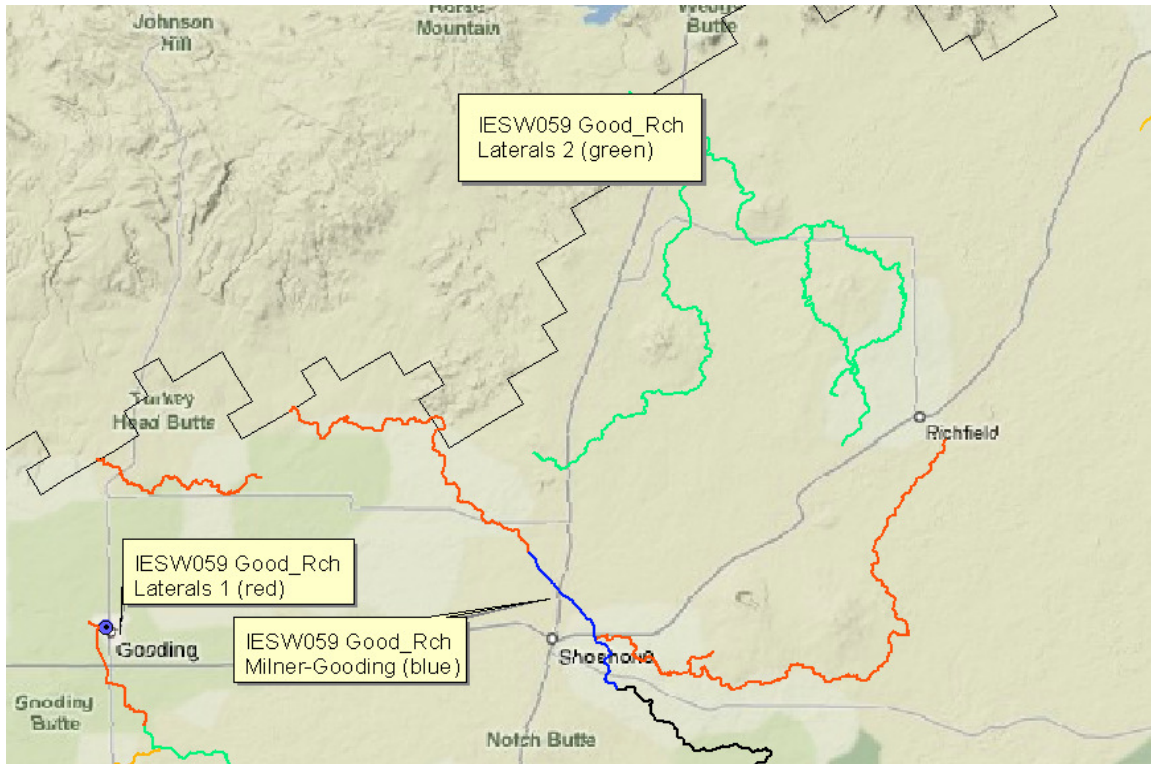 Johnson
Hill
Mountain
Butte
IESW059 Good_Rch
Laterals 2 (green)
Turkey
Head Butte
Richfield
IESW059 Good_Rch
Laterals 1 (red)
IESW059 Good_Rch
Milner-Gooding (blue)
Gooding
Shoshone
Gooding
Butte
Notch Butte